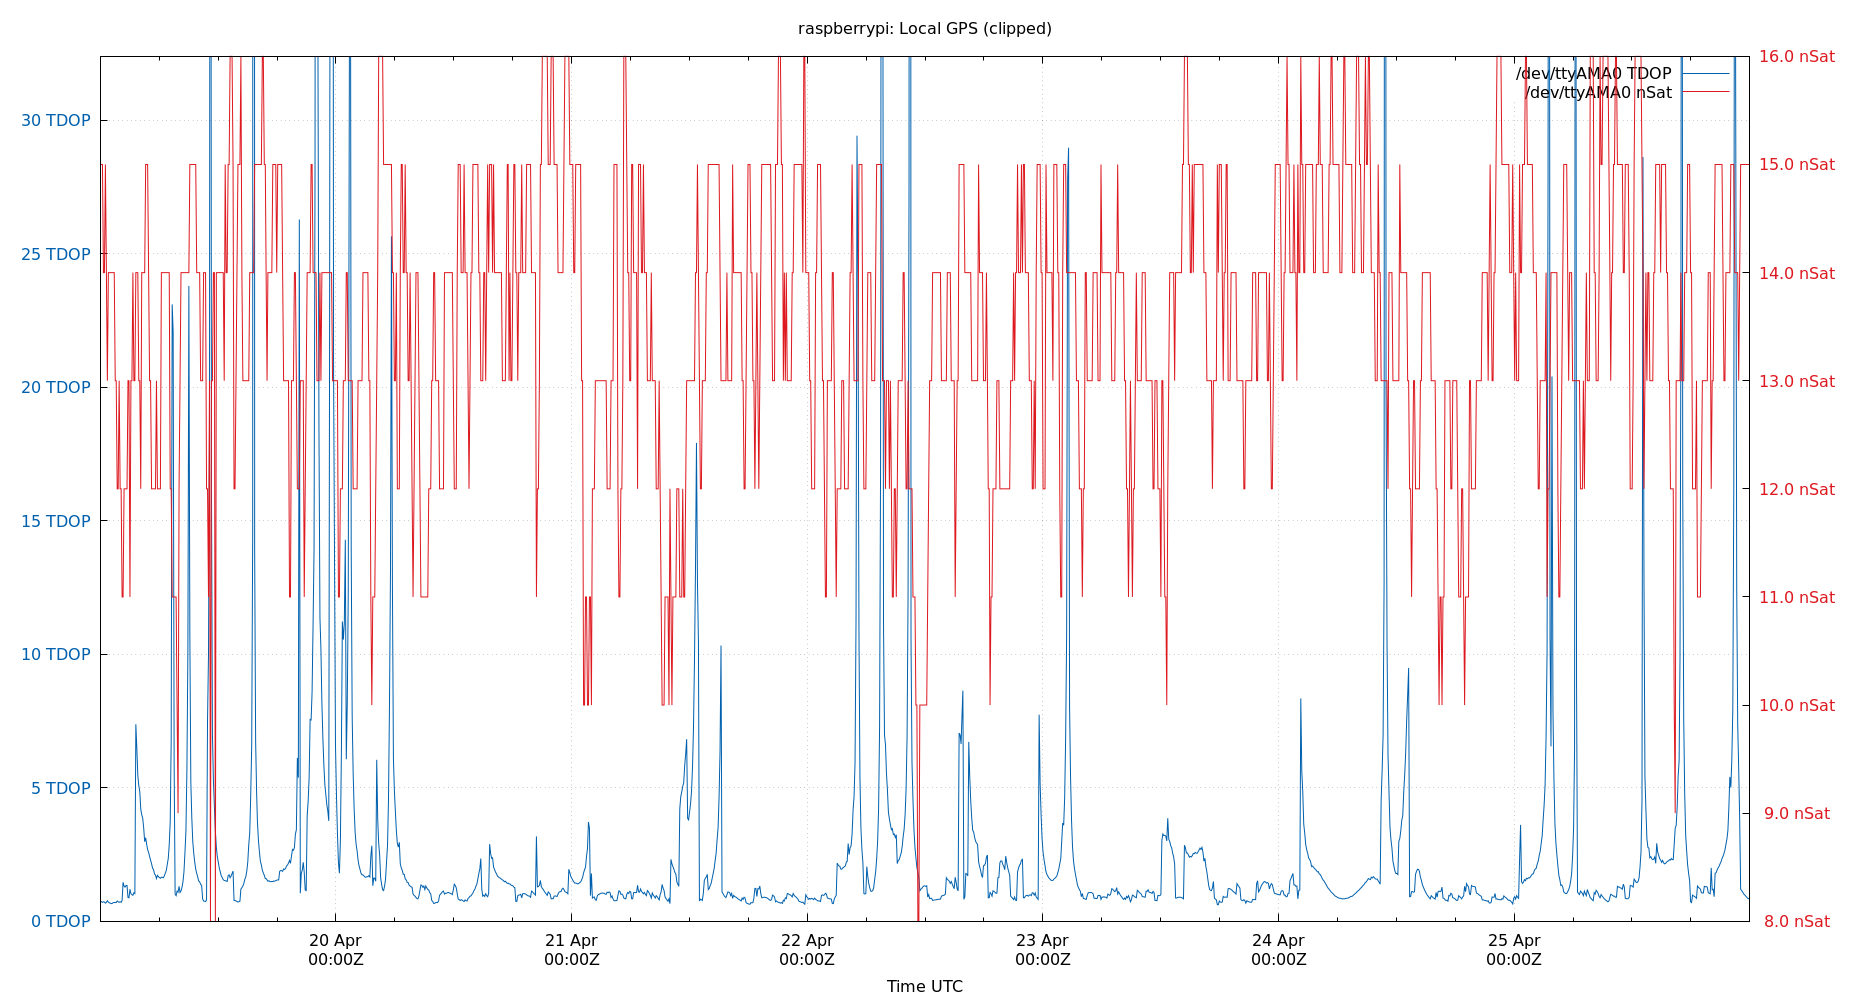 raspberrypi: Local GPS (clipped)
/dev/ttyAMA0 TDOP
/dev/ttyAMA0 nSat
30 TDOP
25 TDOP
20 TDOP
15 TDOP
10 TDOP
5 TDOP
0 TDOP
16.0 nSat
15.0 nSat
14.0 nSat
13.0 nSat
12.0 nSat
11.0 nSat
10.0 nSat
9.0 nSat
8.0 nSat
20 Apr
00:00Z
21 Apr
00:00Z
22 Apr
00:00Z
23 Apr
00:00Z
24 Apr
00:00Z
25 Apr
00:00Z
Time UTC